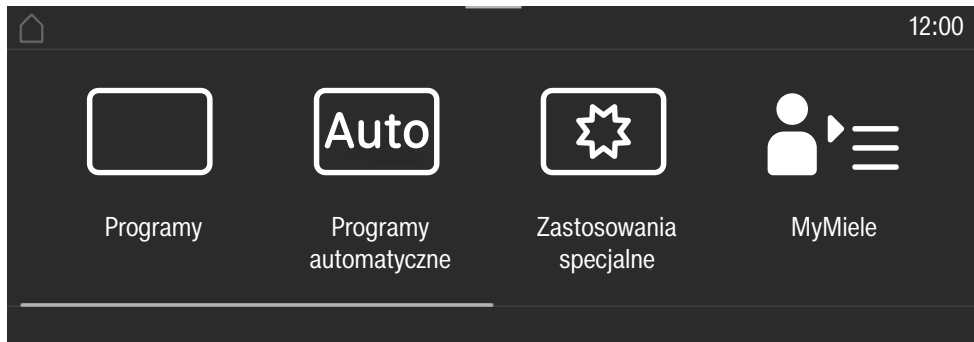 12:00
Auto
Programy
Programy
automatyczne
Zastosowania
specjalne
MyMiele